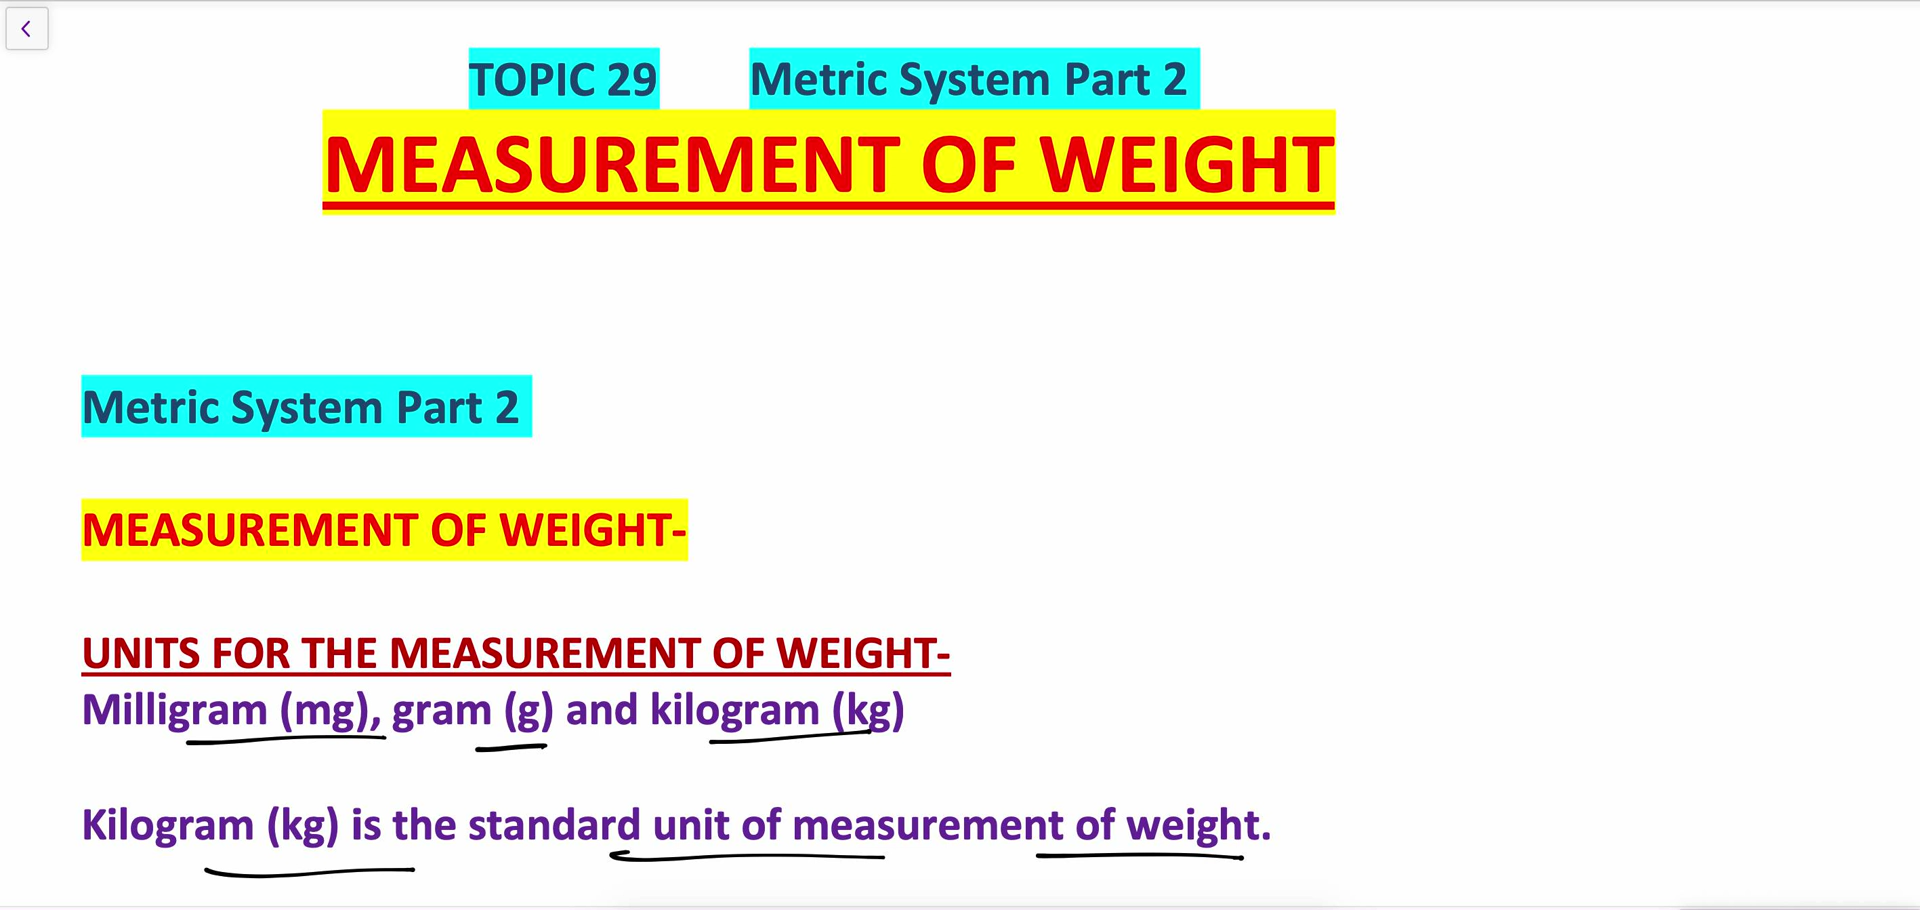 TOPIC 29 Metric System Part 2
MEASUREMENT OF WEIGHT
Metric System Part 2
MEASUREMENT OF WEIGHT-
UNITS FOR THE MEASUREMENT OF WEIGHT-
Milligram (mg), gram (g) and kilogram (kg)
Kilogram (kg) is the standard unit of measurement of weight.